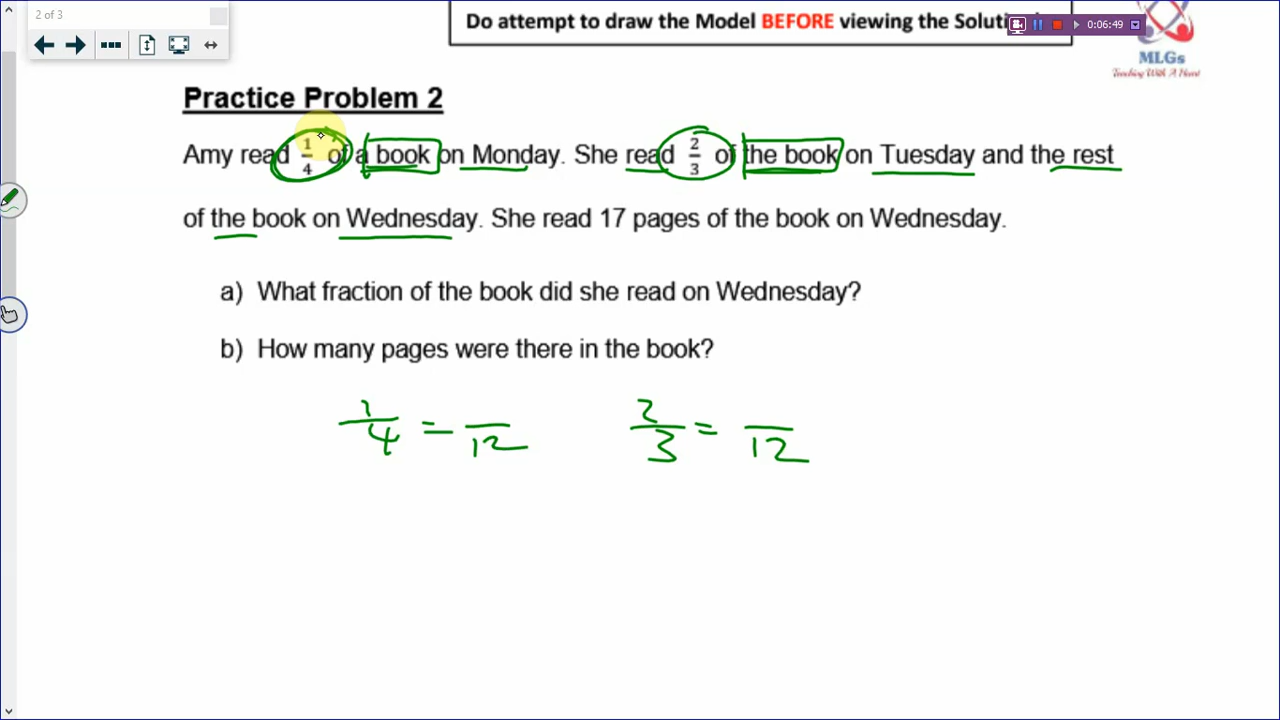 2 of 3
Do attempt to draw the Model BEFORE viewing the Soluti
0:06:49
MLGs
Teaching With A Heart
Practice Problem 2
Amy read 1/4 of a book on Monday. She read 2/3 of the book on Tuesday and the rest
of the book on Wednesday. She read 17 pages of the book on Wednesday.
a) What fraction of the book did she read on Wednesday?
b) How many pages were there in the book?
1/4 = /12 2/3 = /12